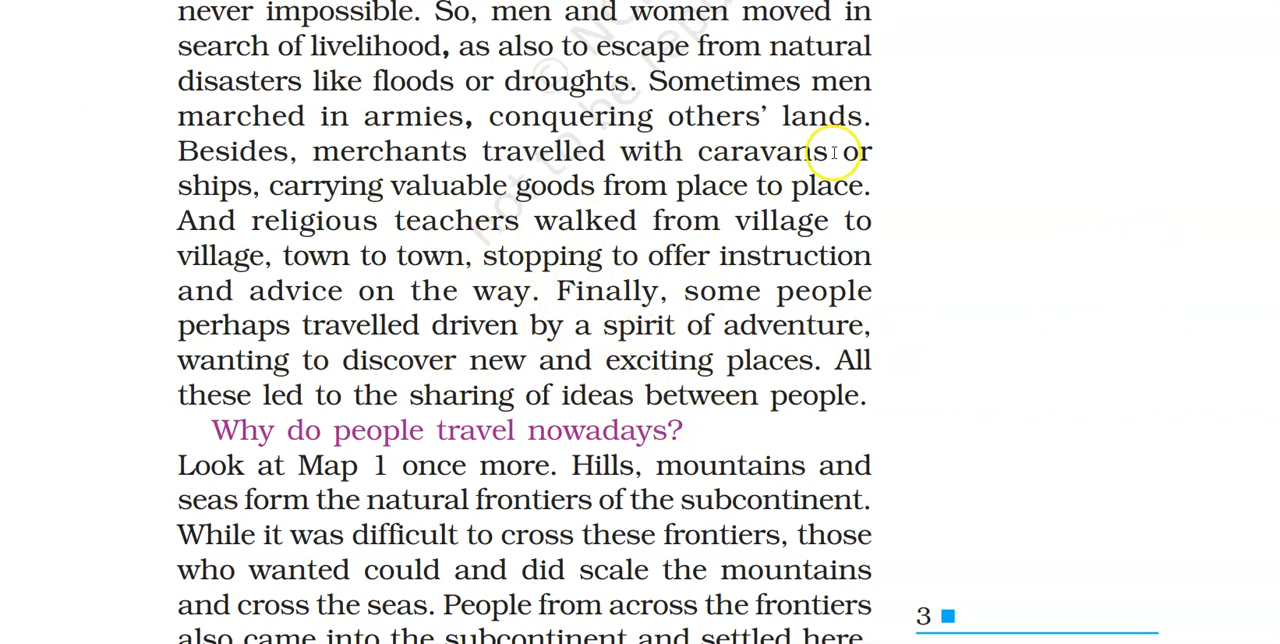 never impossible. So, men and women moved in
search of livelihood, as also to escape from natural
disasters like floods or droughts. Sometimes men
marched in armies, conquering others’ lands.
Besides, merchants travelled with caravans or
ships, carrying valuable goods from place to place.
And religious teachers walked from village to
village, town to town, stopping to offer instruction
and advice on the way. Finally, some people
perhaps travelled driven by a spirit of adventure,
wanting to discover new and exciting places. All
these led to the sharing of ideas between people.
Why do people travel nowadays?
Look at Map 1 once more. Hills, mountains and
seas form the natural frontiers of the subcontinent.
While it was difficult to cross these frontiers, those
who wanted could and did scale the mountains
and cross the seas. People from across the frontiers
also came into the subcontinent and settled here.
3
not to be